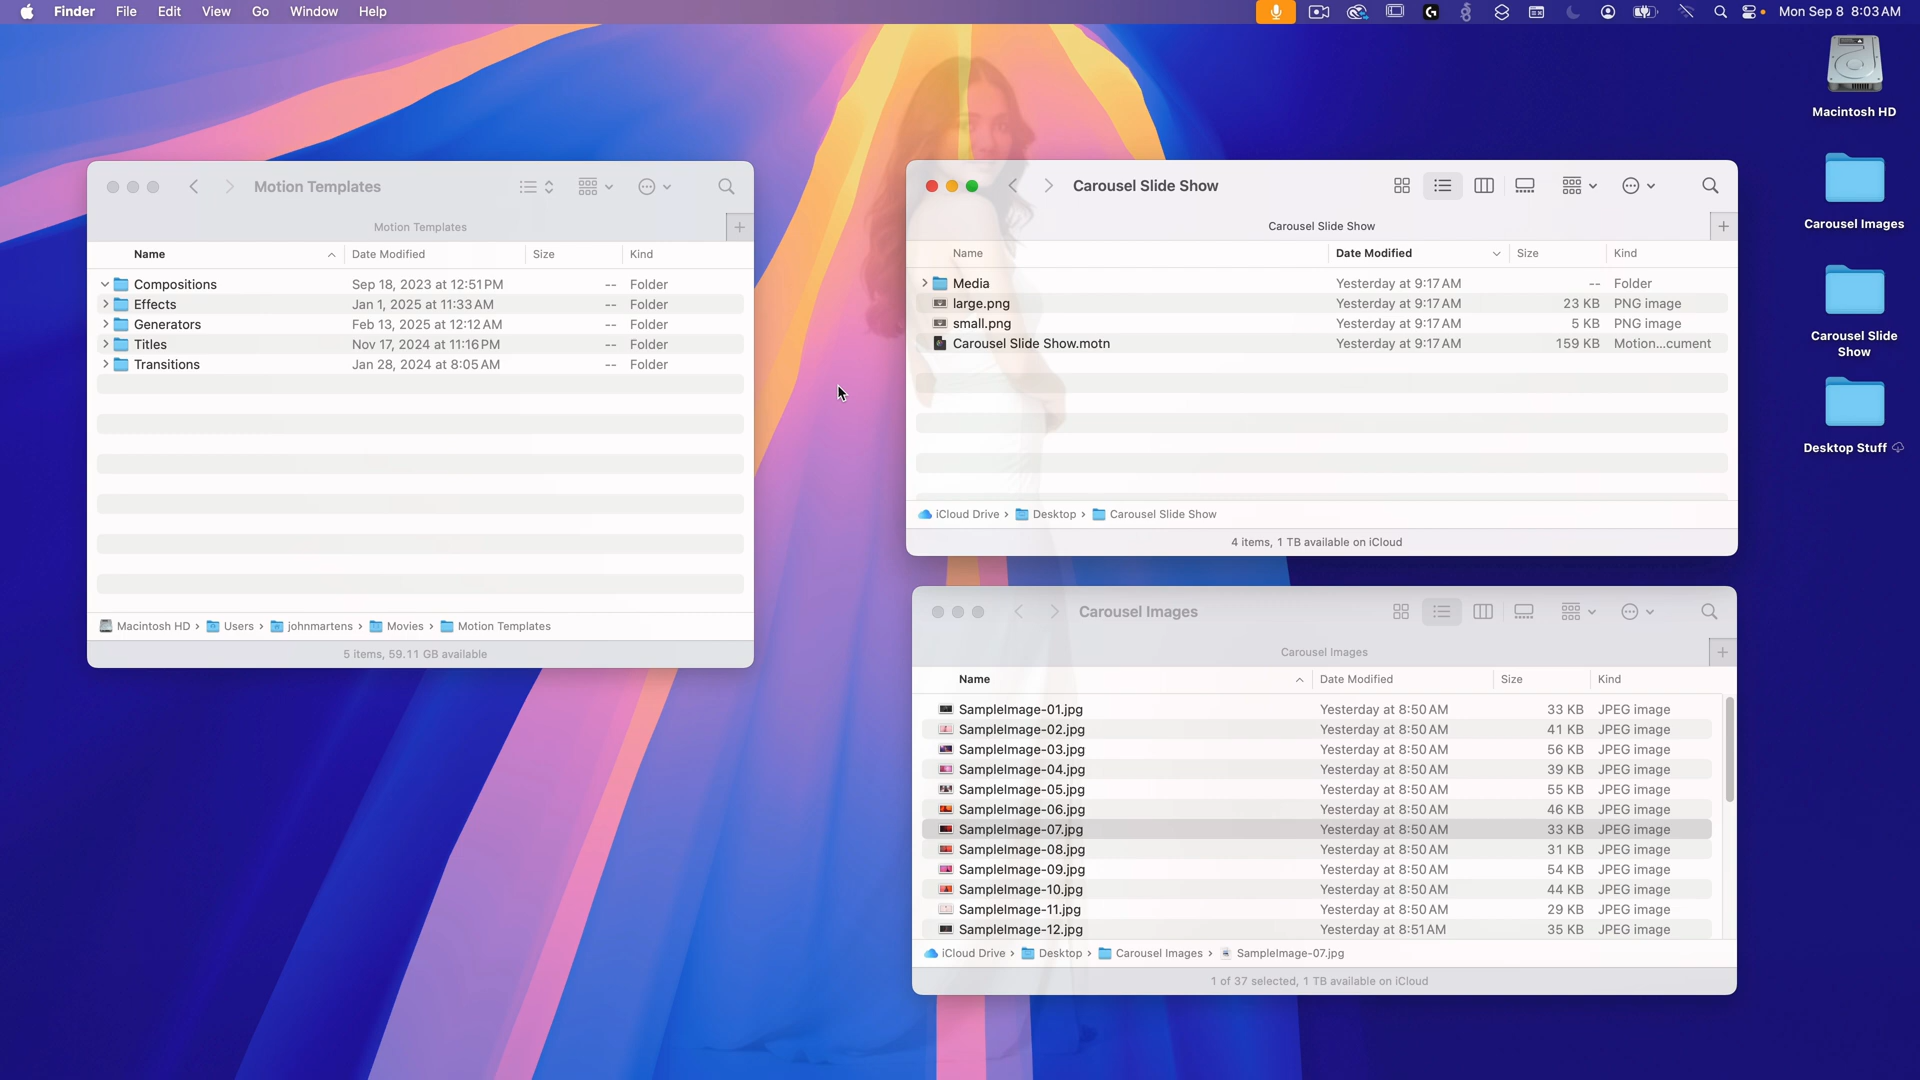 Finder File Edit View Go Window Help
Mon Sep 8 8:03 AM
Macintosh HD
Carousel Images
Carousel Slide Show
Desktop Stuff
Motion Templates
Motion Templates
Name Date Modified Size Kind
Compositions Sep 18, 2023 at 12:51 PM -- Folder
Effects Jan 1, 2025 at 11:33 AM -- Folder
Generators Feb 13, 2025 at 12:12 AM -- Folder
Titles Nov 17, 2024 at 11:16 PM -- Folder
Transitions Jan 28, 2024 at 8:05 AM -- Folder
Macintosh HD › Users › johnmartens › Movies › Motion Templates
5 items, 59.11 GB available
Carousel Slide Show
Carousel Slide Show
Name Date Modified Size Kind
Media Yesterday at 9:17 AM -- Folder
large.png Yesterday at 9:17 AM 23 KB PNG image
small.png Yesterday at 9:17 AM 5 KB PNG image
Carousel Slide Show.motn Yesterday at 9:17 AM 159 KB Motion...cument
iCloud Drive › Desktop › Carousel Slide Show
4 items, 1 TB available on iCloud
Carousel Images
Carousel Images
Name Date Modified Size Kind
SampleImage-01.jpg Yesterday at 8:50 AM 33 KB JPEG image
SampleImage-02.jpg Yesterday at 8:50 AM 41 KB JPEG image
SampleImage-03.jpg Yesterday at 8:50 AM 56 KB JPEG image
SampleImage-04.jpg Yesterday at 8:50 AM 39 KB JPEG image
SampleImage-05.jpg Yesterday at 8:50 AM 55 KB JPEG image
SampleImage-06.jpg Yesterday at 8:50 AM 46 KB JPEG image
SampleImage-07.jpg Yesterday at 8:50 AM 33 KB JPEG image
SampleImage-08.jpg Yesterday at 8:50 AM 31 KB JPEG image
SampleImage-09.jpg Yesterday at 8:50 AM 54 KB JPEG image
SampleImage-10.jpg Yesterday at 8:50 AM 44 KB JPEG image
SampleImage-11.jpg Yesterday at 8:50 AM 29 KB JPEG image
SampleImage-12.jpg Yesterday at 8:51 AM 35 KB JPEG image
iCloud Drive › Desktop › Carousel Images › SampleImage-07.jpg
1 of 37 selected, 1 TB available on iCloud